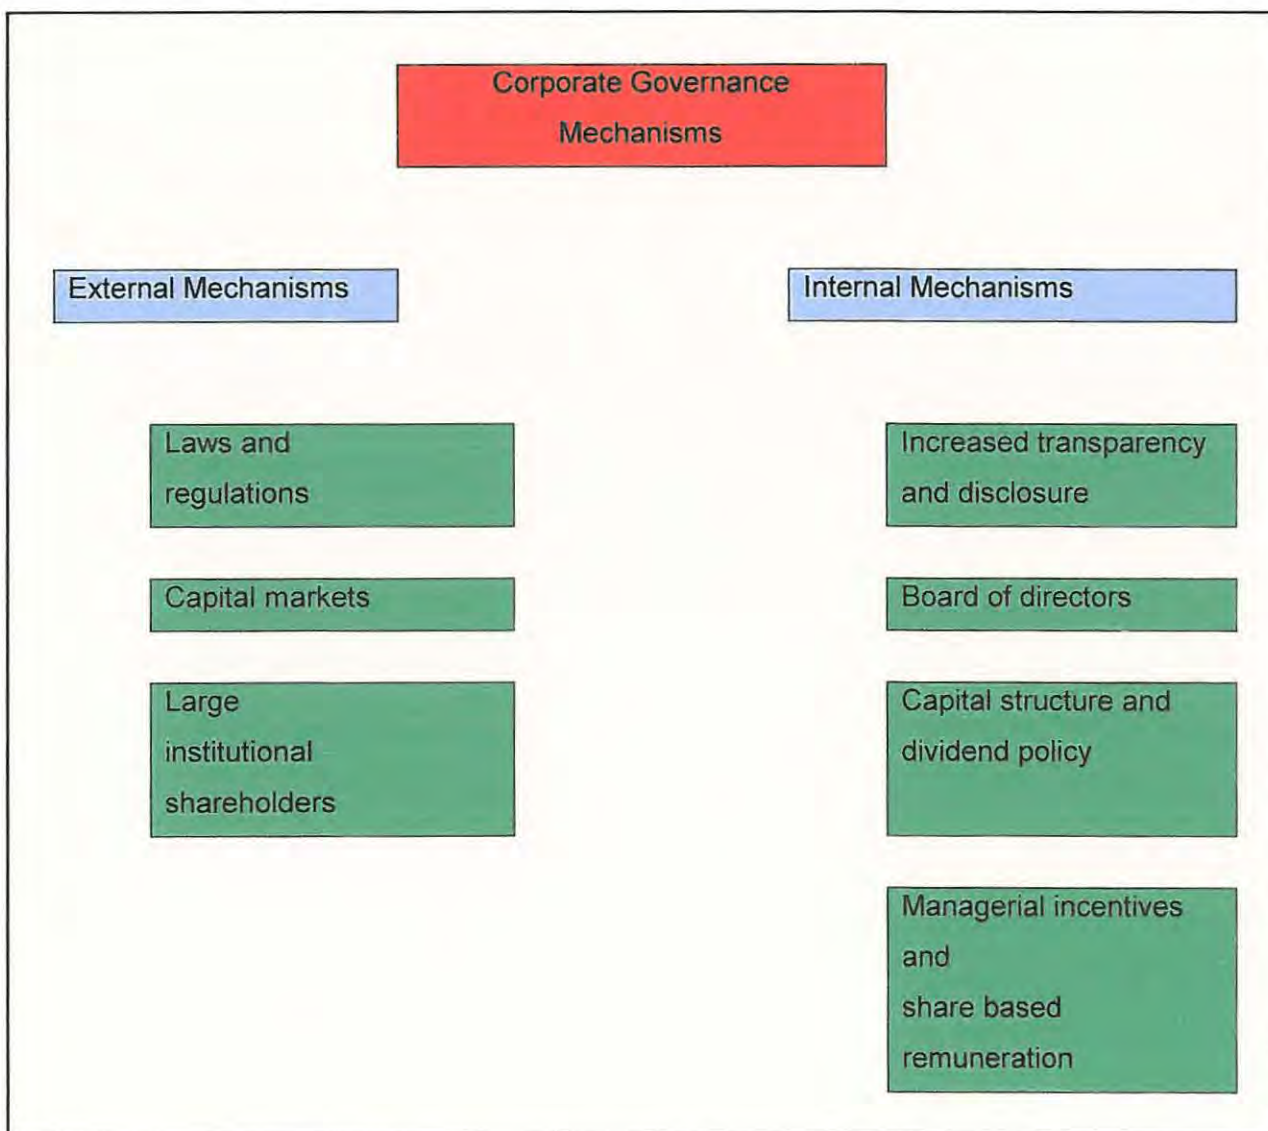 Corporate Governance
Mechanisms
External Mechanisms
Internal Mechanisms
Laws and
regulations
Increased transparency
and disclosure
Capital markets
Board of directors
Large
institutional
shareholders
Capital structure and
dividend policy
Managerial incentives
and
share based
remuneration